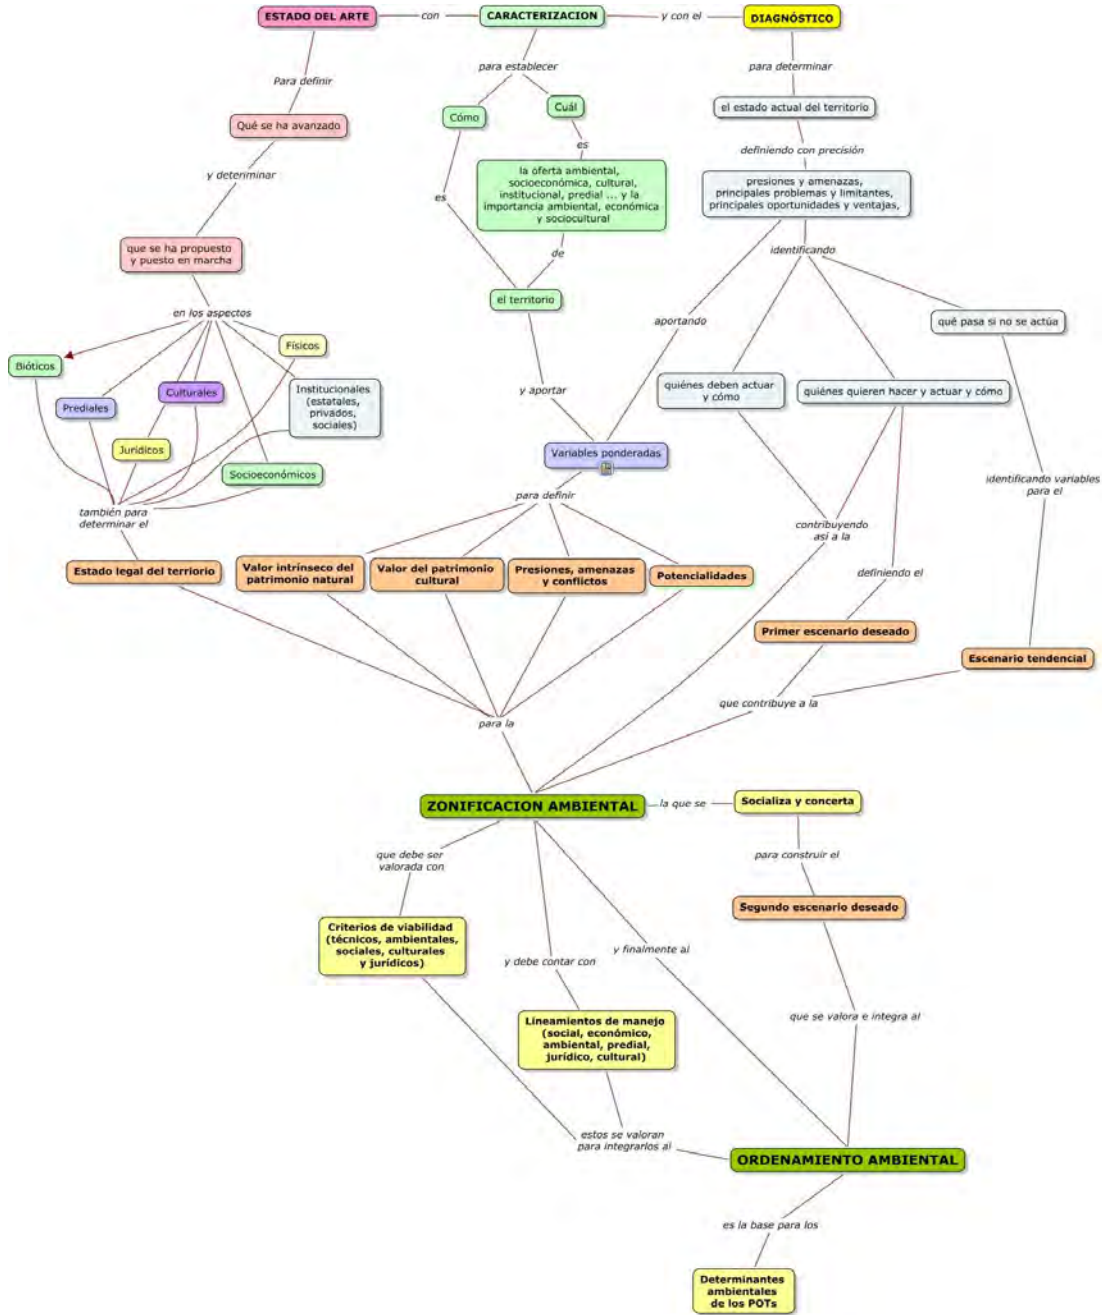 ESTADO DEL ARTE
con
CARACTERIZACION
y con el
DIAGNÓSTICO
Para definir
para establecer
para determinar
Qué se ha avanzado
Cómo
Cuál
el estado actual del territorio
y determinar
es
es
definiendo con precisión
la oferta ambiental,
socioeconómica, cultural,
institucional, predial ... y la
importancia ambiental, económica
y sociocultural
presiones y amenazas,
principales problemas y limitantes,
principales oportunidades y ventajas,
que se ha propuesto
y puesto en marcha
de
identificando
en los aspectos
el territorio
aportando
qué pasa si no se actúa
Bióticos
Prediales
Jurídicos
Culturales
Físicos
Institucionales
(estatales,
privados,
sociales)
Socioeconómicos
y aportar
quiénes deben actuar
y cómo
quiénes quieren hacer y actuar y cómo
Variables ponderadas
también para
determinar el
para definir
contribuyendo
así a la
identificando variables
para el
Estado legal del terriorio
Valor intrínseco del
patrimonio natural
Valor del patrimonio
cultural
Presiones, amenazas
y conflictos
Potencialidades
definiendo el
Primer escenario deseado
Escenario tendencial
para la
que contribuye a la
ZONIFICACION AMBIENTAL
la que se
Socializa y concerta
que debe ser
valorada con
para construir el
Criterios de viabilidad
(técnicos, ambientales,
sociales, culturales
y jurídicos)
Segundo escenario deseado
y debe contar con
y finalmente al
Lineamientos de manejo
(social, económico,
ambiental, predial,
jurídico, cultural)
que se valora e integra al
estos se valoran
para integrarlos al
ORDENAMIENTO AMBIENTAL
es la base para los
Determinantes
ambientales
de los POTs